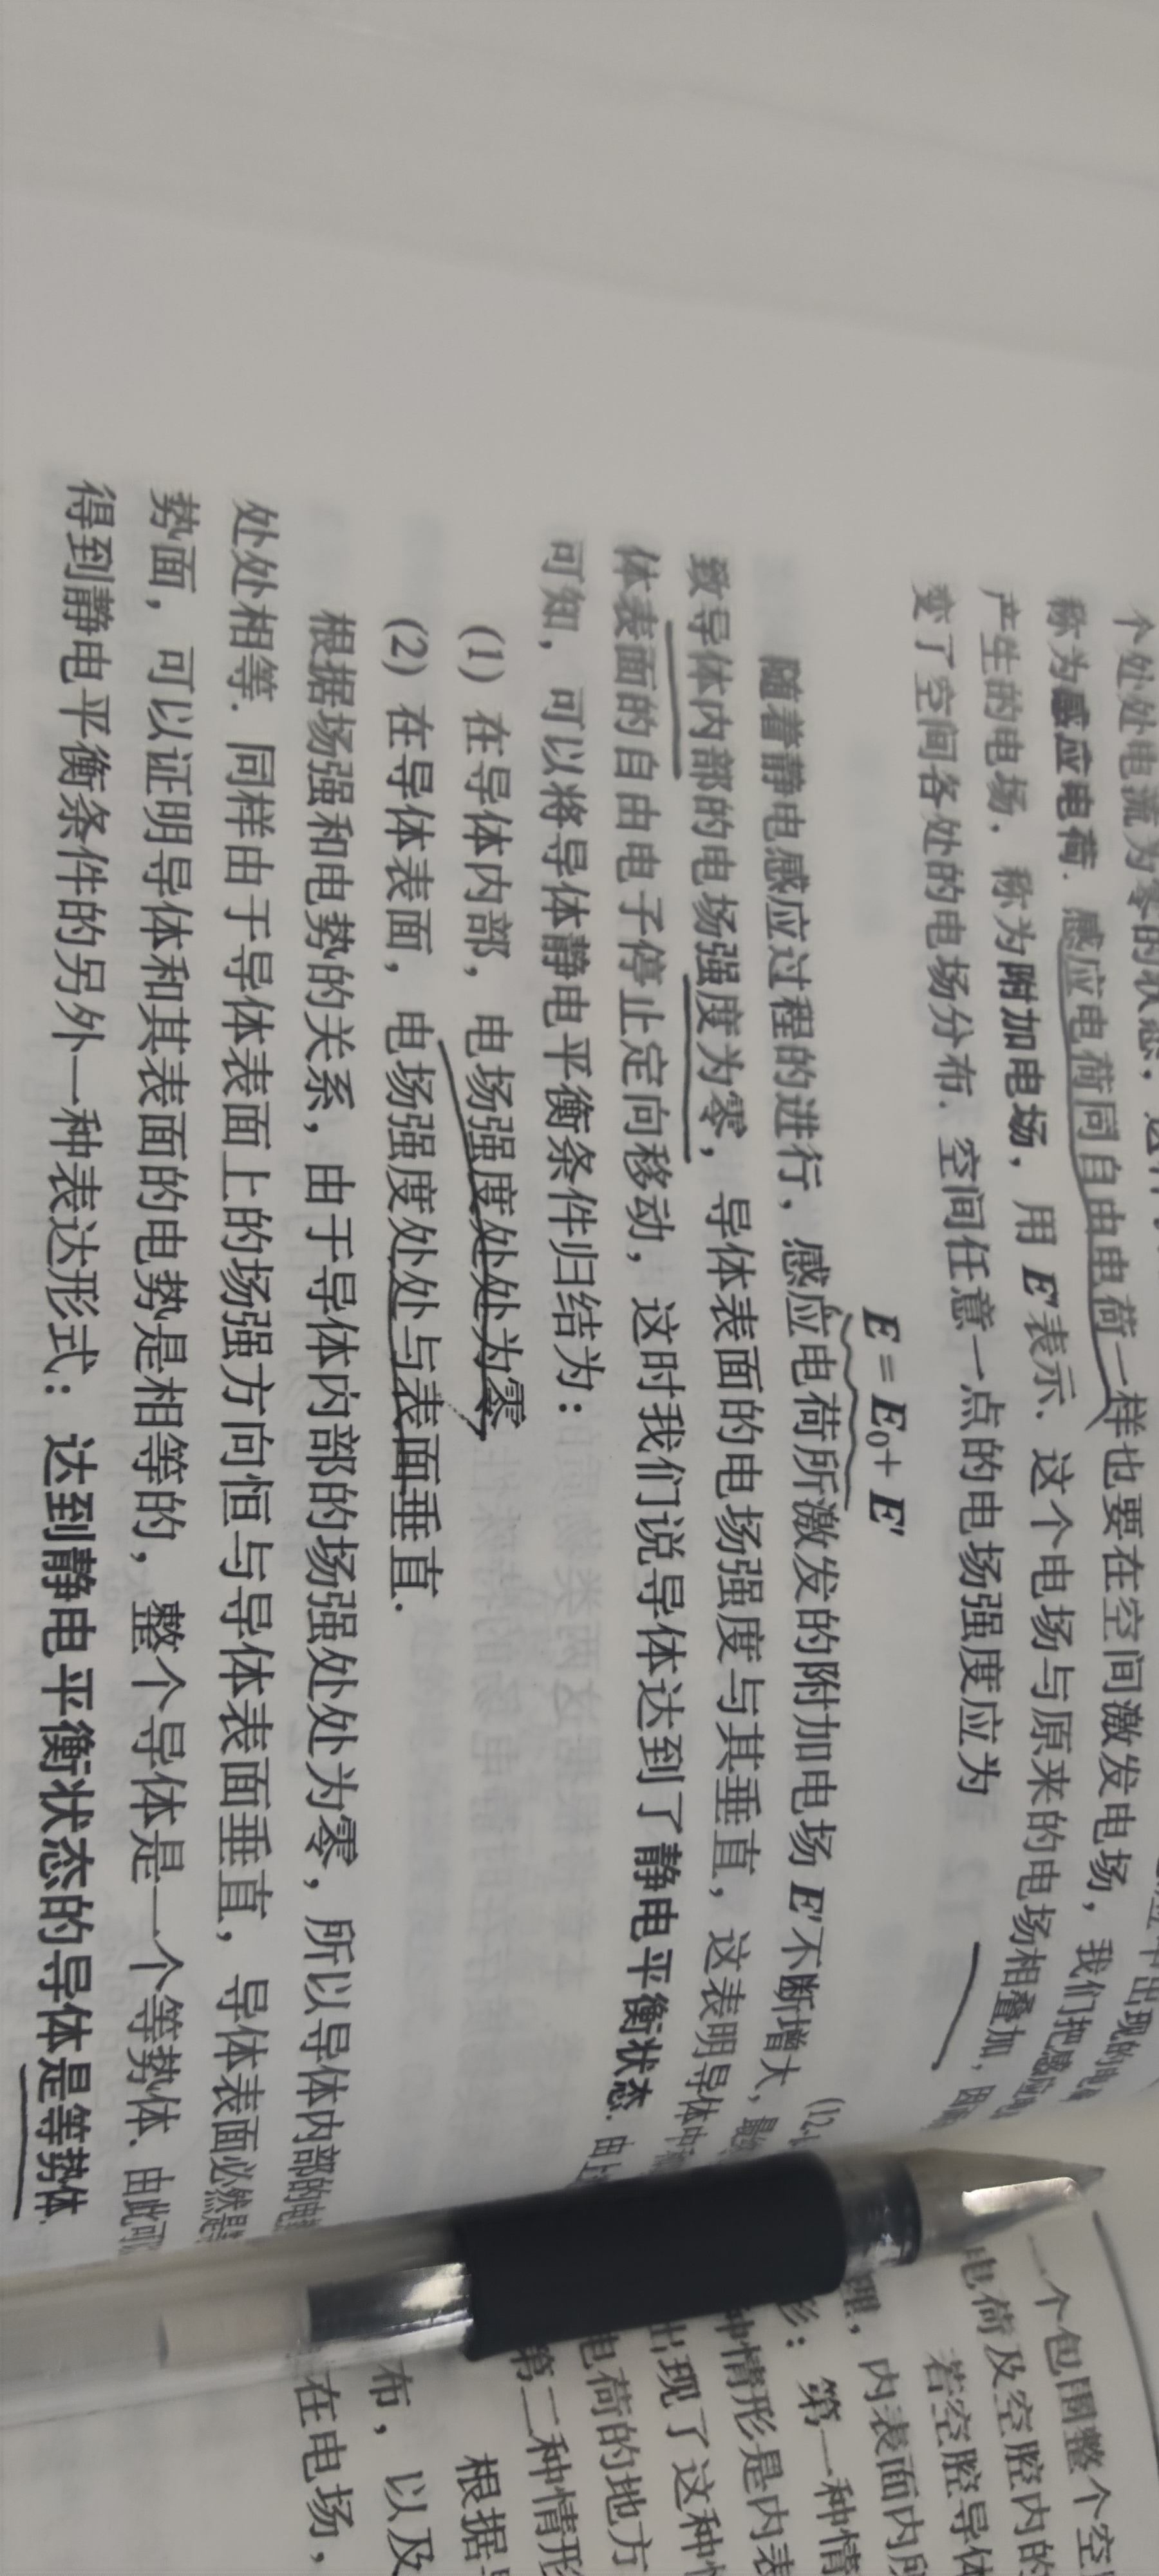 个处处电流为零的状态,
称为感应电荷. 感应电荷同自由电荷一样也要在空间激发电场, 我们把感应电荷
产生的电场, 称为附加电场, 用 E' 表示. 这个电场与原来的电场相叠加,
变了空间各处的电场分布. 空间任意一点的电场强度应为
E = E₀ + E'
(12-1
随着静电感应过程的进行, 感应电荷所激发的附加电场 E' 不断增大,
致导体内部的电场强度为零, 导体表面的电场强度与其垂直, 这表明导体中
体表面的自由电子停止定向移动, 这时我们说导体达到了静电平衡状态. 由上
可知, 可以将导体静电平衡条件归结为:
(1) 在导体内部, 电场强度处处为零
(2) 在导体表面, 电场强度处处与表面垂直.
根据场强和电势的关系, 由于导体内部的场强处处为零, 所以导体内部的电
处处相等. 同样由于导体表面上的场强方向恒与导体表面垂直, 导体表面必然是
势面, 可以证明导体和其表面的电势是相等的, 整个导体是一个等势体. 由此可
得到静电平衡条件的另外一种表达形式: 达到静电平衡状态的导体是等势体.
一个包围整个空
电荷及空腔内的
若空腔导体
理, 内表面内所
形: 第一种情
种情形是内表
出现了这种
电荷的地方
第二种情形
根据
布, 以及
在电场,